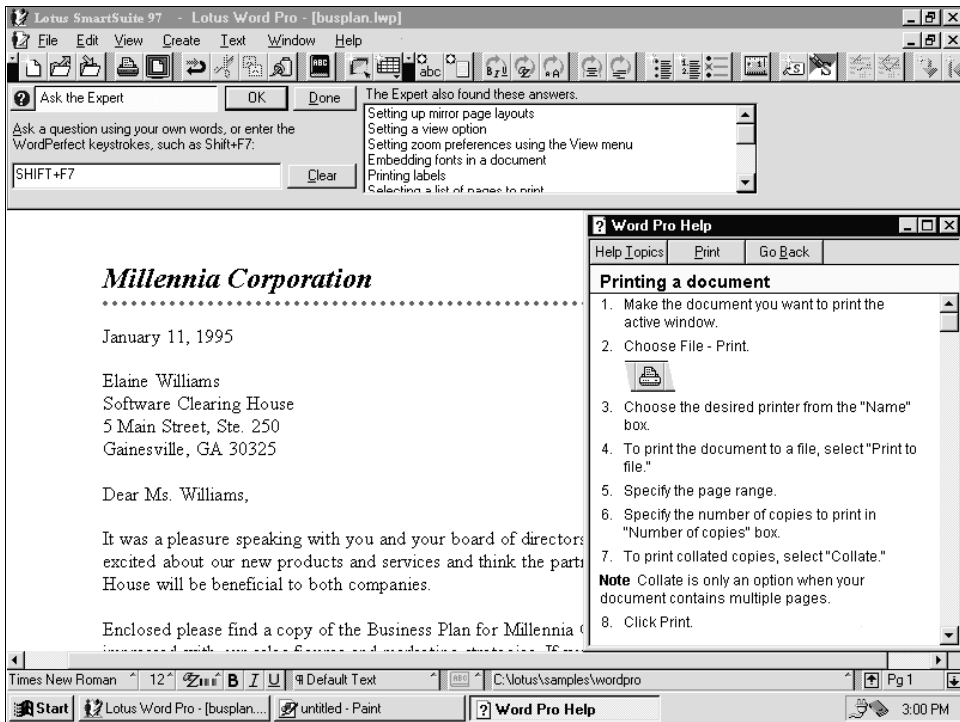 Lotus SmartSuite 97 - Lotus Word Pro - [busplan.lwp]
File Edit View Create Text Window Help
Ask the Expert OK Done The Expert also found these answers.
Setting up mirror page layouts
Setting a view option
Ask a question using your own words, or enter the
WordPerfect keystrokes, such as Shift+F7:
Setting zoom preferences using the View menu
Embedding fonts in a document
SHIFT+F7 Clear
Printing labels
Selecting a list of pages to print
Word Pro Help
Help Topics Print Go Back
Printing a document
1. Make the document you want to print the
active window.
2. Choose File - Print.
3. Choose the desired printer from the "Name"
box.
4. To print the document to a file, select "Print to
file."
5. Specify the page range.
6. Specify the number of copies to print in
"Number of copies" box.
7. To print collated copies, select "Collate."
Note Collate is only an option when your
document contains multiple pages.
8. Click Print.
Millennia Corporation
January 11, 1995
Elaine Williams
Software Clearing House
5 Main Street, Ste. 250
Gainesville, GA 30325
Dear Ms. Williams,
It was a pleasure speaking with you and your board of directors
excited about our new products and services and think the part
House will be beneficial to both companies.
Enclosed please find a copy of the Business Plan for Millennia
Times New Roman 12 B I U Default Text C:\lotus\samples\wordpro Pg 1
Start Lotus Word Pro - [busplan.... untitled - Paint Word Pro Help 3:00 PM